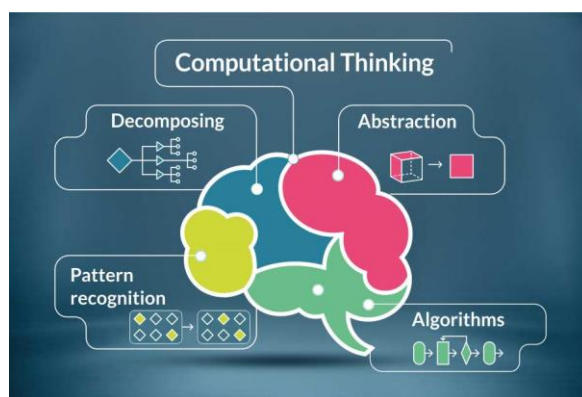 Computational Thinking
Decomposing
Abstraction
Pattern
recognition
Algorithms